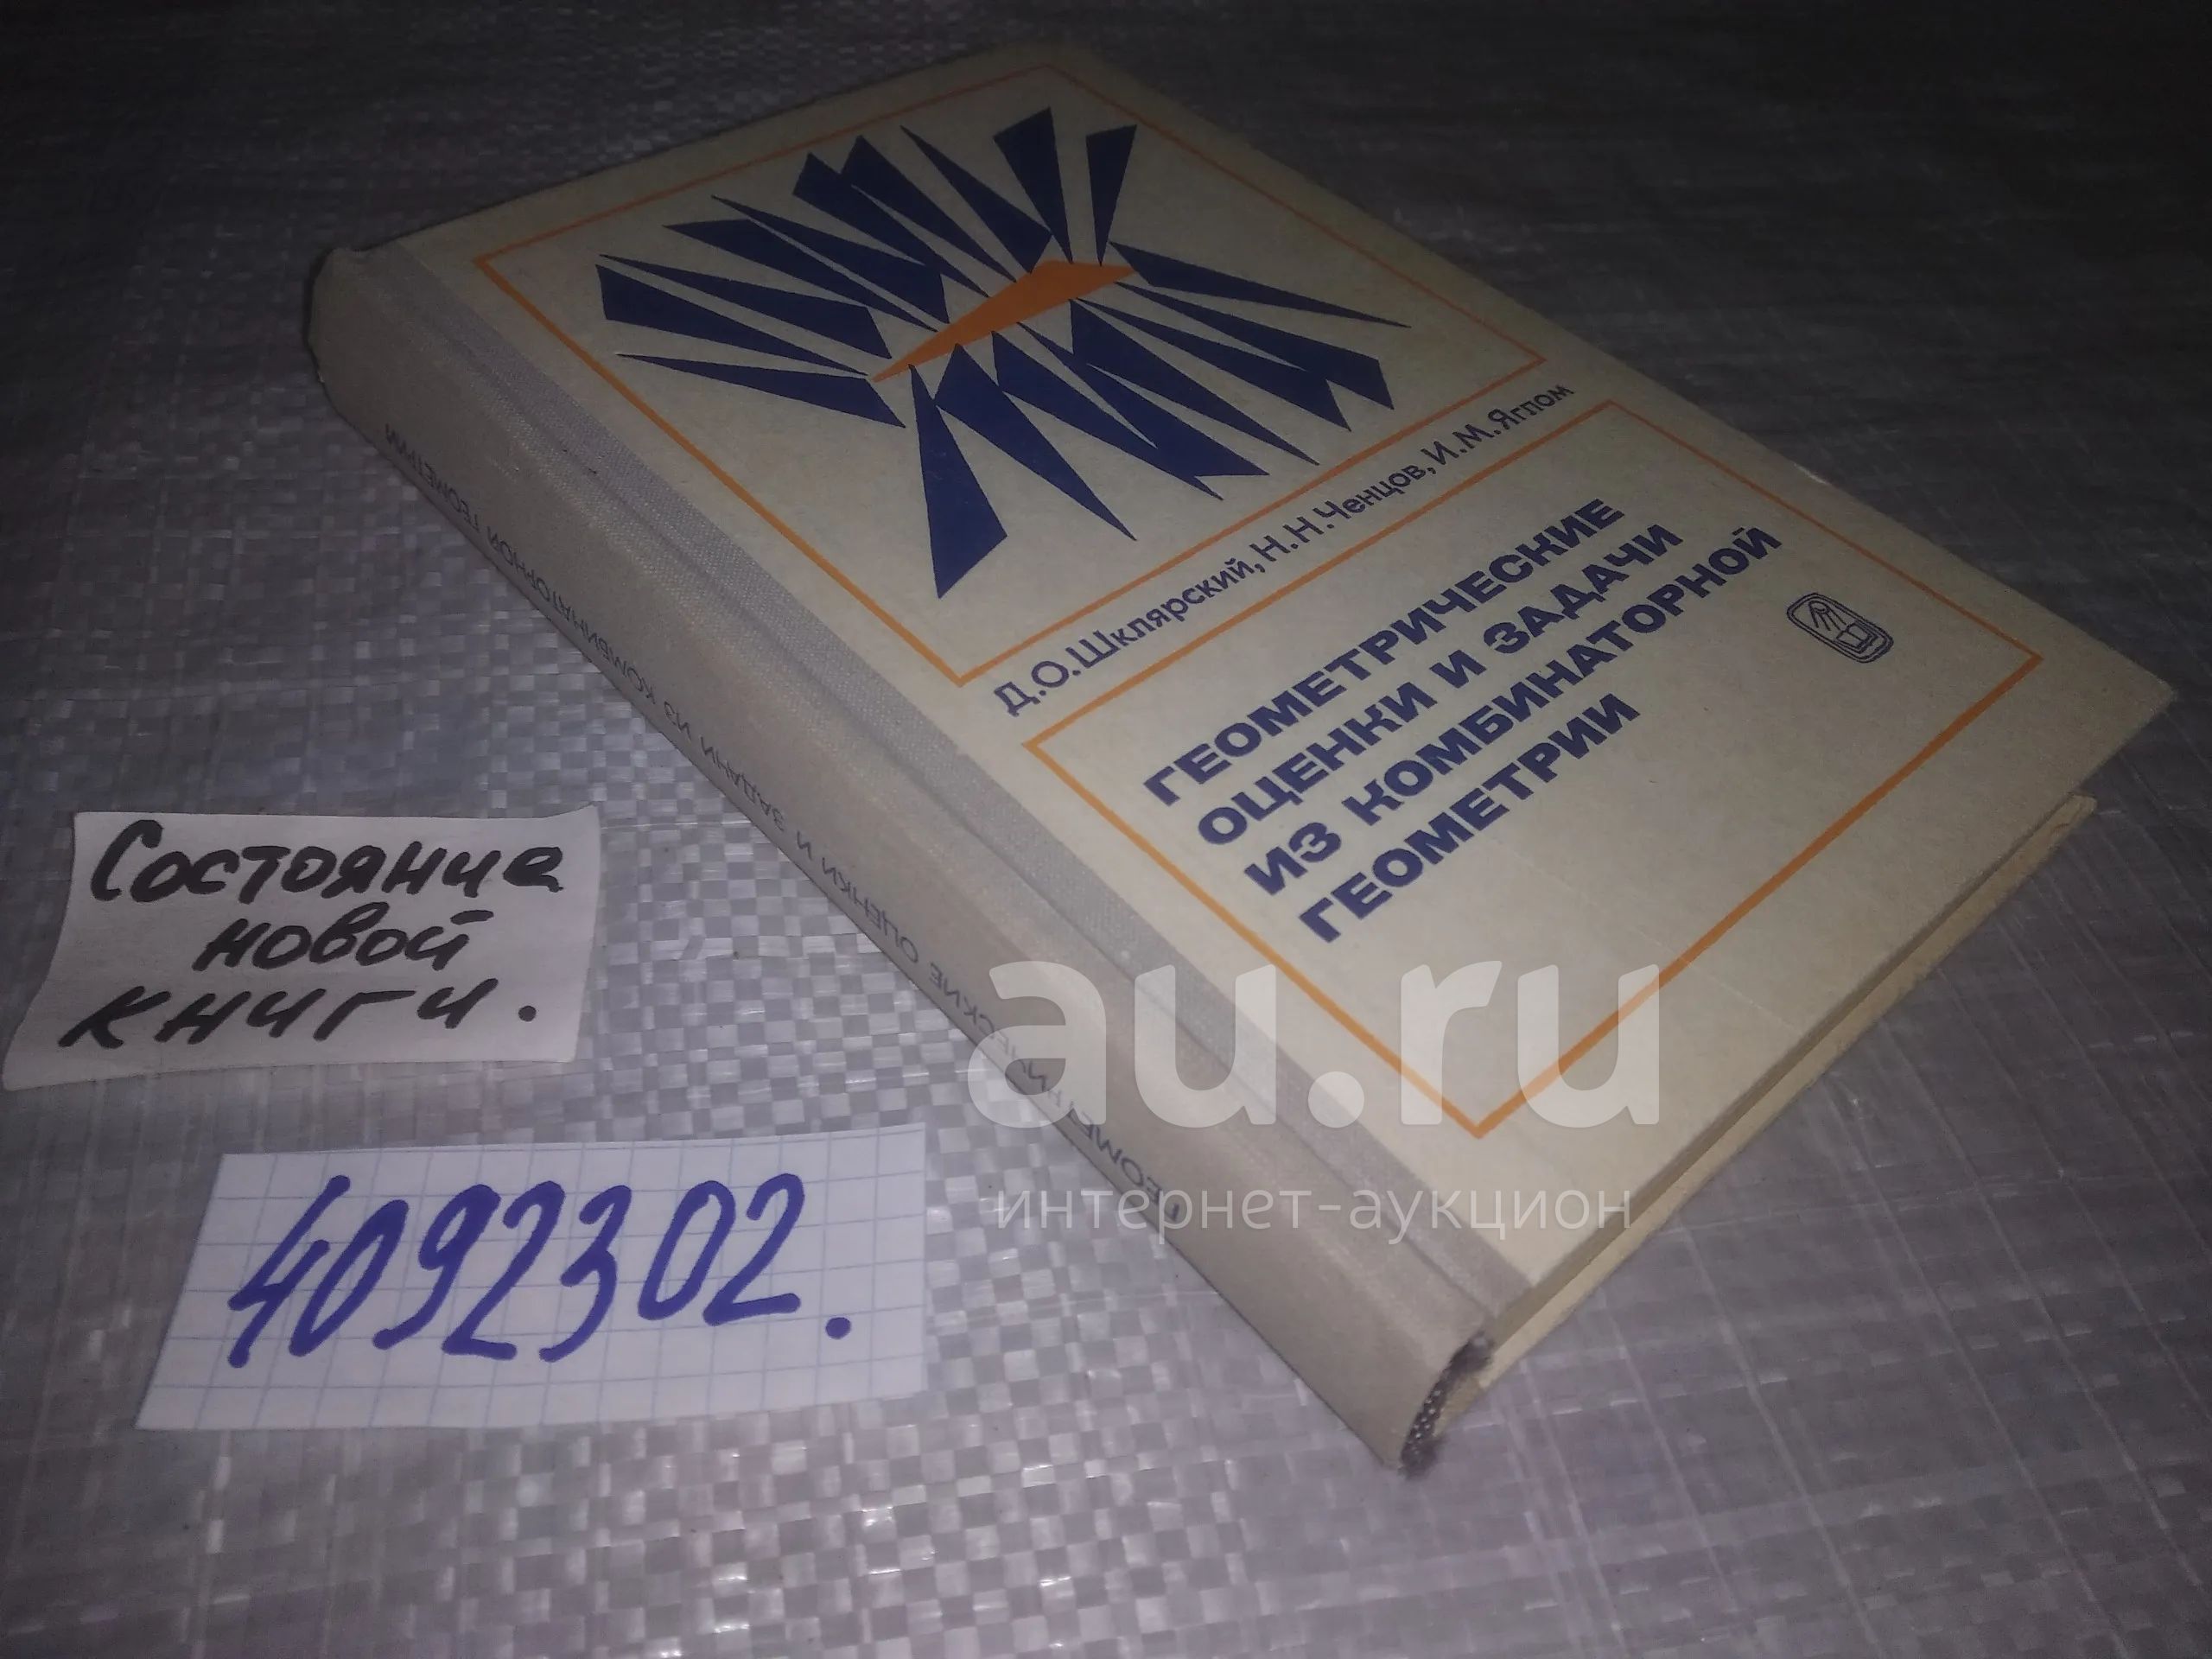 Д.О.Шклярский, Н.Н.Ченцов, И.М.Яглом
ГЕОМЕТРИЧЕСКИЕ
ОЦЕНКИ И ЗАДАЧИ
ИЗ КОМБИНАТОРНОЙ
ГЕОМЕТРИИ
ГЕОМЕТРИЧЕСКИЕ ОЦЕНКИ И ЗАДАЧИ ИЗ КОМБИНАТОРНОЙ ГЕОМЕТРИИ
Состояние
новой
книги.
4092302.
au.ru
интернет-аукцион